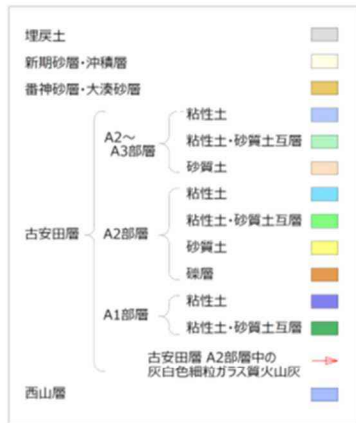 埋戻土
新期砂層・沖積層
番神砂層・大湊砂層
古安田層
A2～
A3部層
粘性土
粘性土・砂質土互層
砂質土
A2部層
粘性土
粘性土・砂質土互層
砂質土
礫層
A1部層
粘性土
粘性土・砂質土互層
古安田層 A2部層中の
灰白色細粒ガラス質火山灰
西山層